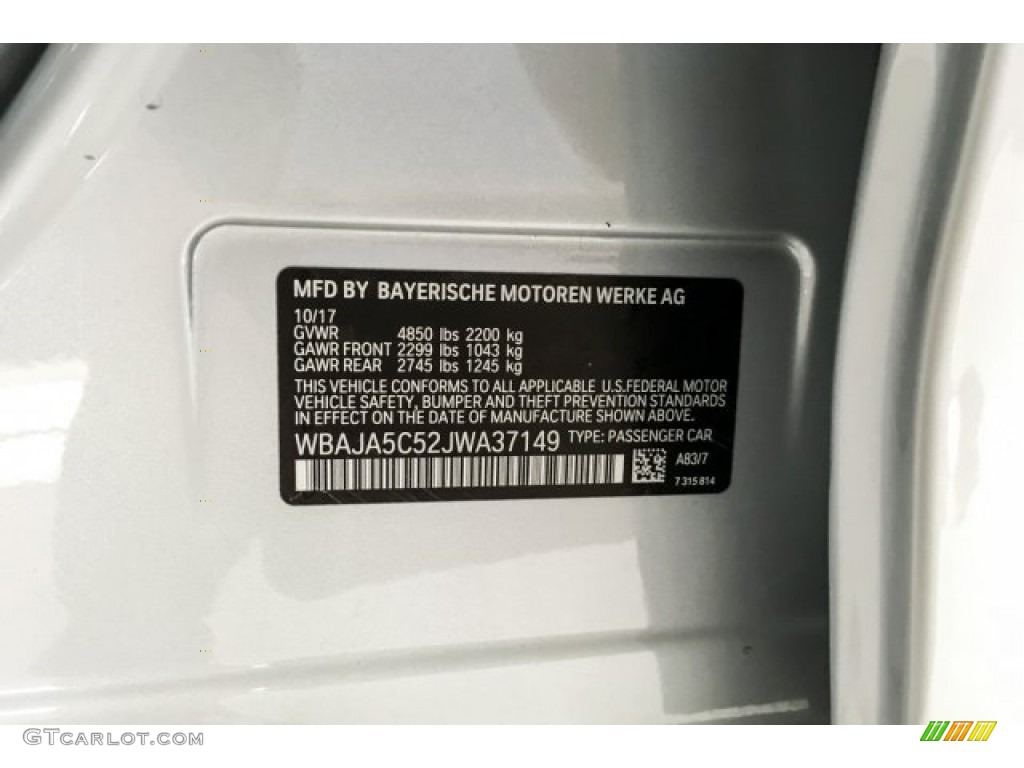 MFD BY BAYERISCHE MOTOREN WERKE AG
10/17
GVWR 4850 lbs 2200 kg
GAWR FRONT 2299 lbs 1043 kg
GAWR REAR 2745 lbs 1245 kg
THIS VEHICLE CONFORMS TO ALL APPLICABLE U.S.FEDERAL MOTOR
VEHICLE SAFETY, BUMPER AND THEFT PREVENTION STANDARDS
IN EFFECT ON THE DATE OF MANUFACTURE SHOWN ABOVE.
WBAJA5C52JWA37149 TYPE: PASSENGER CAR
A83/7
7315814
GTCARLOT.COM